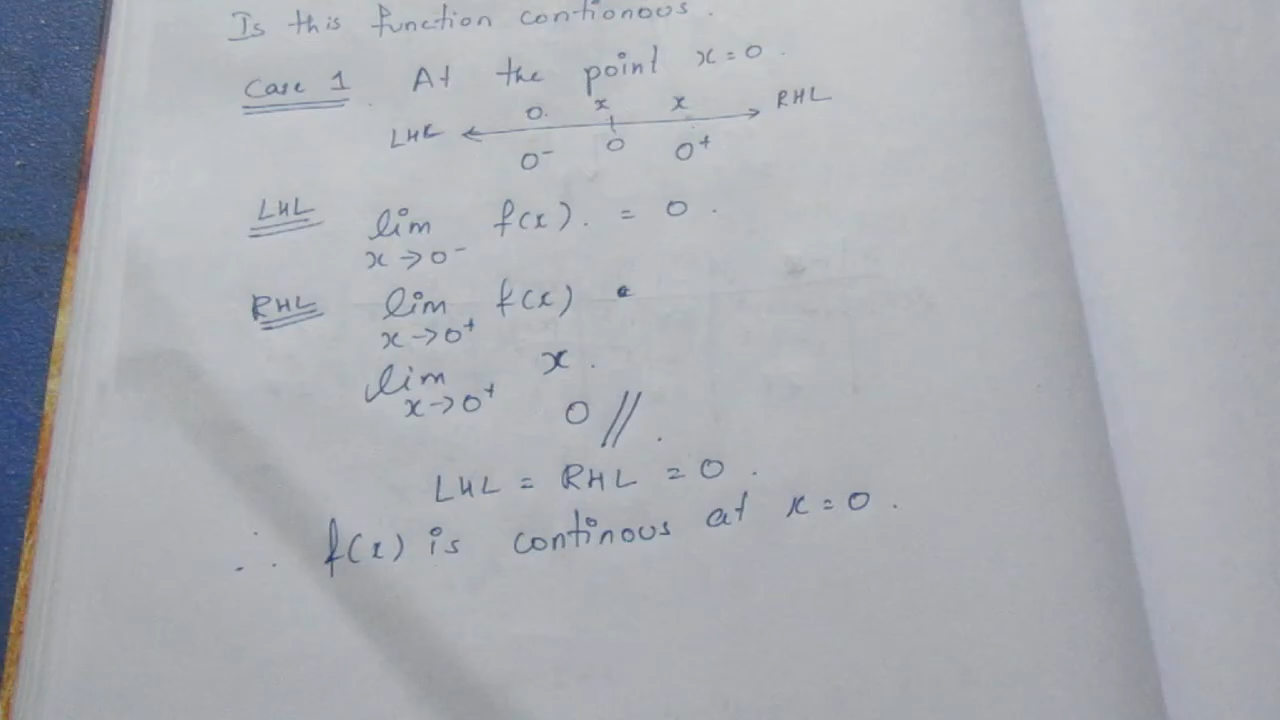 Is this function contionous.
Case 1. At the point x=0.
0. x x RHL
LHL
0⁻ 0 0⁺
LHL lim f(x). = 0.
x→0⁻
RHL lim f(x)
x→0⁺
lim x.
x→0⁺
0 //.
LHL = RHL = 0.
∴ f(x) is continous at x=0.